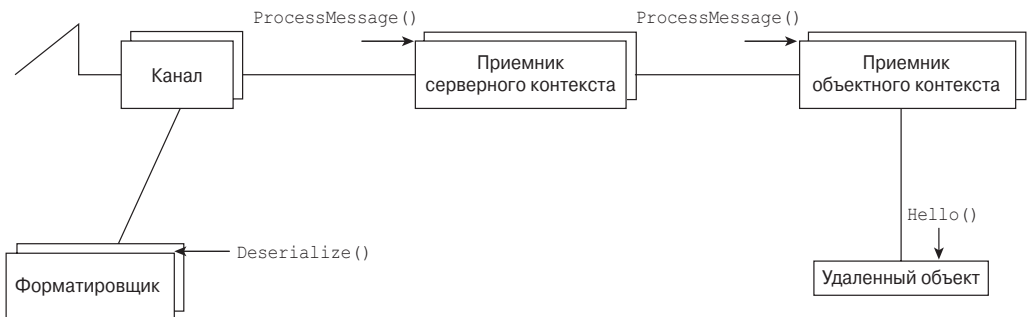 ProcessMessage()
ProcessMessage()
Канал
Приемник
серверного контекста
Приемник
объектного контекста
Hello()
Deserialize()
Форматировщик
Удаленный объект